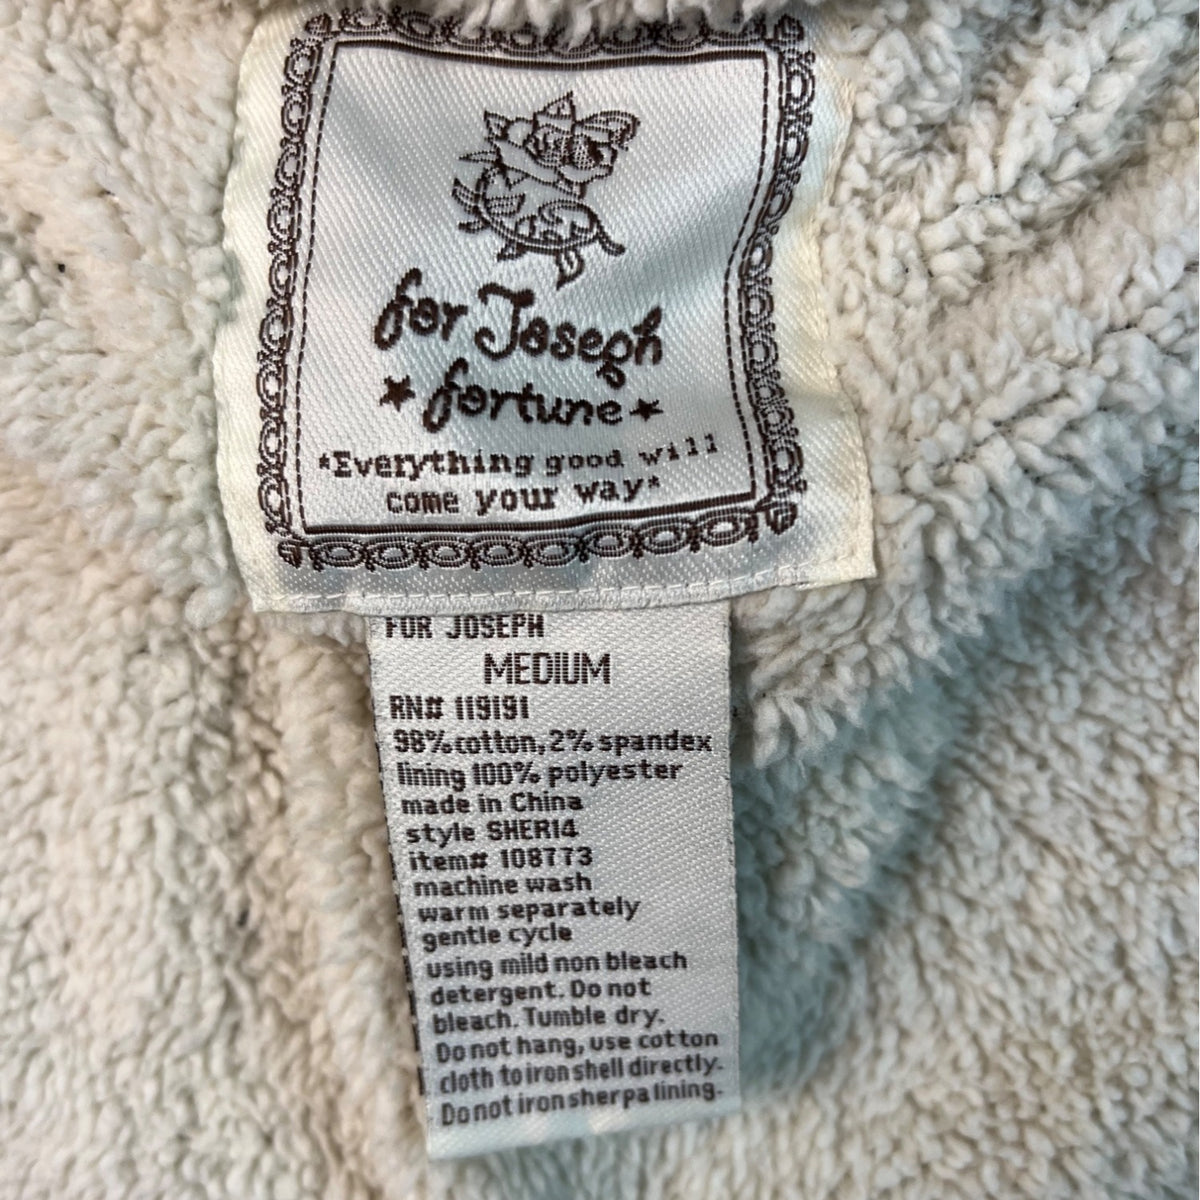 for Joseph
★ fortune ★
*Everything good will
come your way*
FOR JOSEPH
MEDIUM
RN# 119191
98% cotton, 2% spandex
lining 100% polyester
made in China
style SHER14
item# 108773
machine wash
warm separately
gentle cycle
using mild non bleach
detergent. Do not
bleach. Tumble dry.
Do not hang, use cotton
cloth to iron shell directly.
Do not iron sherpa lining.